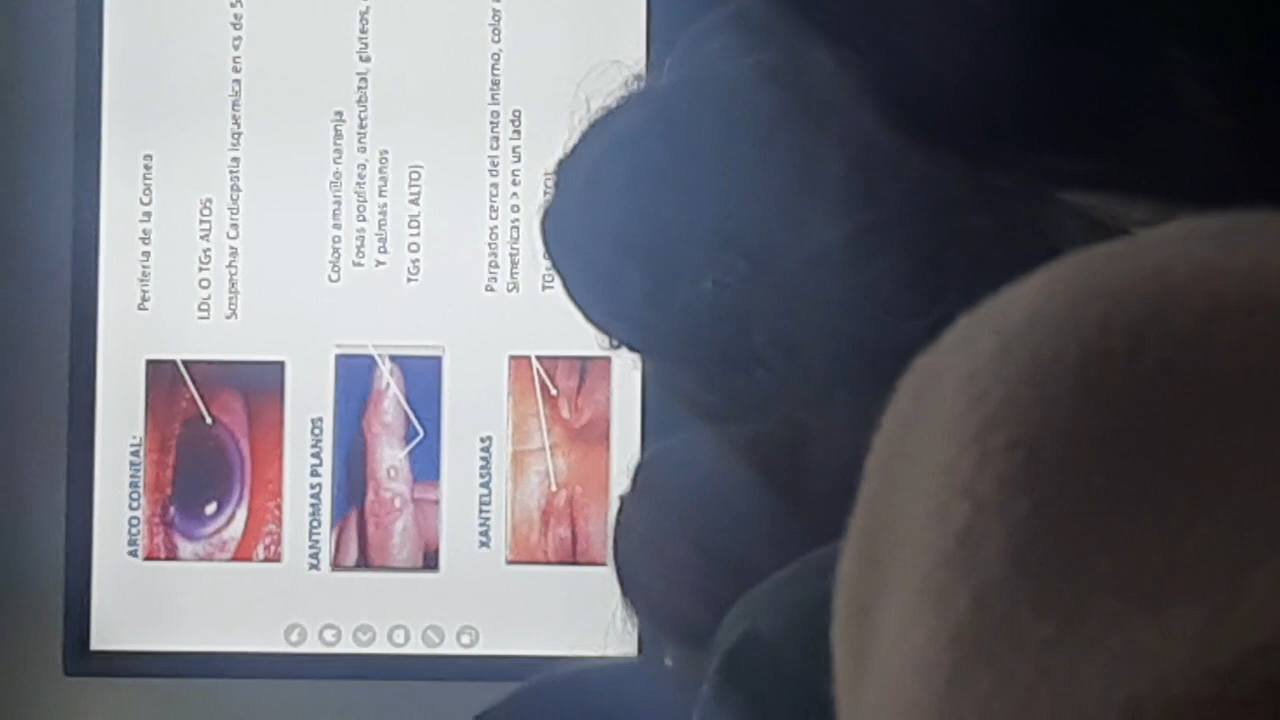 ARCO CORNEAL:
Periferia de la Cornea
LDL O TGs ALTOS
Sospechar Cardiopatia isquemica en <s de 5
XANTOMAS PLANOS
Coloro amarillo-naranja
Fosas poplitea, antecubital, gluteos,
Y palmas manos
TGs O LDL ALTO)
XANTELASMAS
Parpados cerca del canto interno, color
Simetricas o > en un lado
TGs